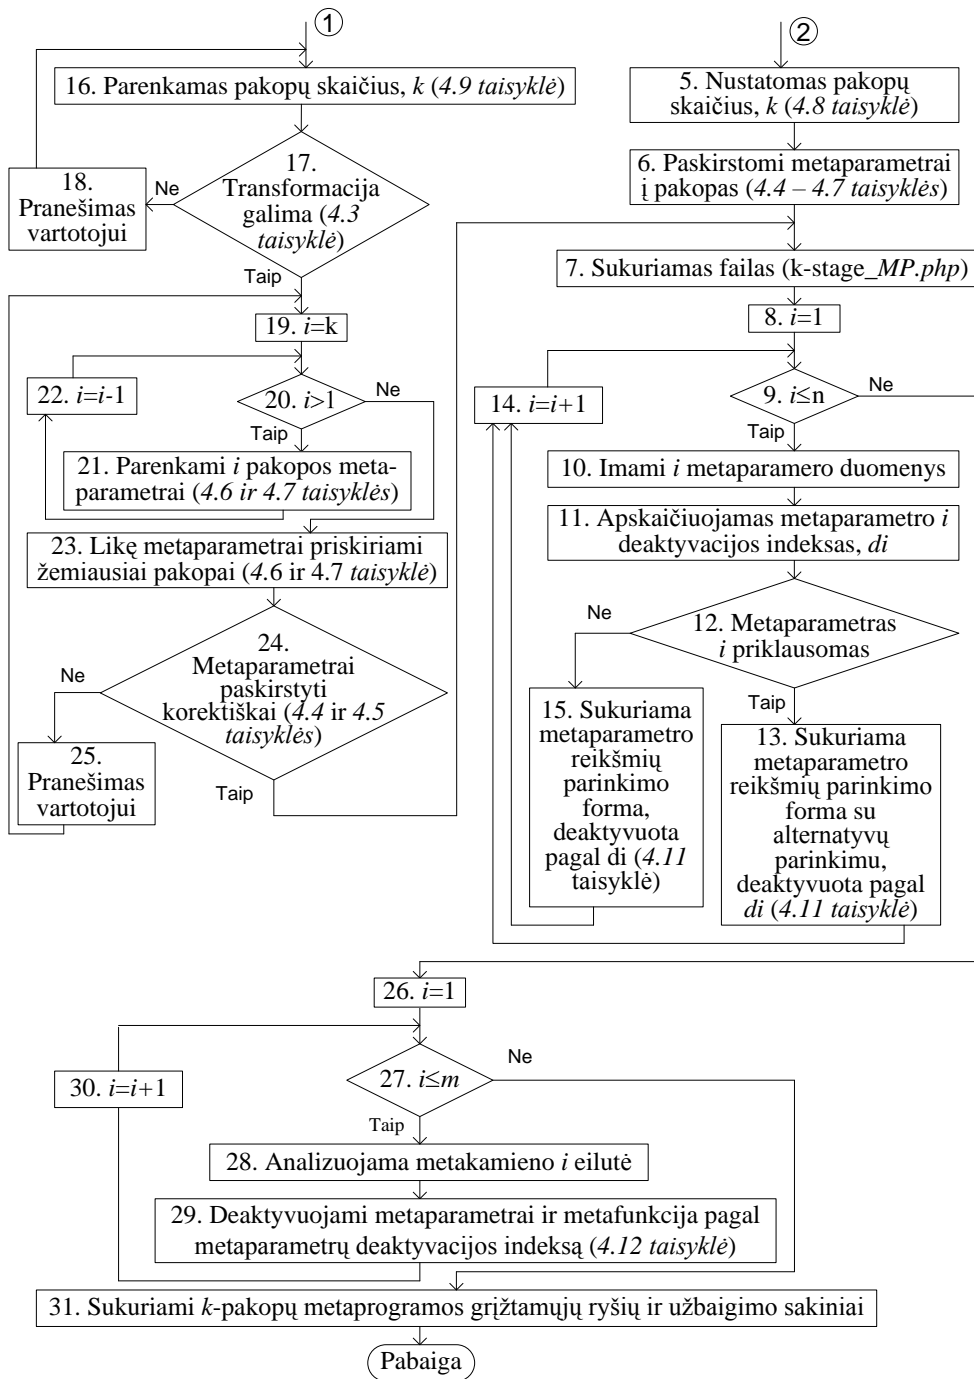 1
16. Parenkamas pakopų skaičius, k (4.9 taisyklė)
17.
Transformacija
galima (4.3
taisyklė)
Ne
18.
Pranešimas
vartotojui
Taip
19. i=k
20. i>1
Ne
22. i=i-1
Taip
21. Parenkami i pakopos meta-
parametrai (4.6 ir 4.7 taisyklės)
23. Likę metaparametrai priskiriami
žemiausiai pakopai (4.6 ir 4.7 taisyklė)
24.
Metaparametrai
paskirstyti
korektiškai (4.4 ir 4.5
taisyklės)
Ne
25.
Pranešimas
vartotojui
Taip
2
5. Nustatomas pakopų
skaičius, k (4.8 taisyklė)
6. Paskirstomi metaparametrai
į pakopas (4.4 – 4.7 taisyklės)
7. Sukuriamas failas (k-stage_MP.php)
8. i=1
9. i≤n
Ne
14. i=i+1
Taip
10. Imami i metaparamero duomenys
11. Apskaičiuojamas metaparametro i
deaktyvacijos indeksas, di
Ne
12. Metaparametras
i priklausomas
Taip
15. Sukuriama
metaparametro
reikšmių
parinkimo
forma,
deaktyvuota
pagal di (4.11
taisyklė)
13. Sukuriama
metaparametro
reikšmių parinkimo
forma su
alternatyvų
parinkimu,
deaktyvuota pagal
di (4.11 taisyklė)
26. i=1
27. i≤m
Ne
30. i=i+1
Taip
28. Analizuojama metakamieno i eilutė
29. Deaktyvuojami metaparametrai ir metafunkcija pagal
metaparametrų deaktyvacijos indeksą (4.12 taisyklė)
31. Sukuriami k-pakopų metaprogramos grįžtamųjų ryšių ir užbaigimo sakiniai
Pabaiga